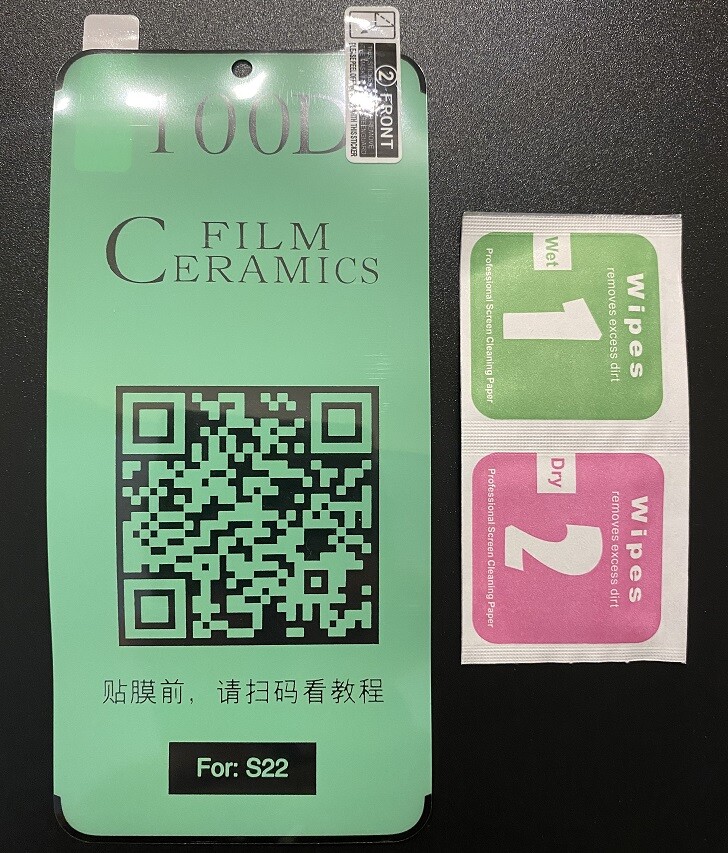 100D
FILM
CERAMICS
贴膜前，请扫码看教程
For: S22
② FRONT
Wipes
removes excess dirt
Wet
1
Professional Screen Cleaning Paper
Wipes
removes excess dirt
Dry
2
Professional Screen Cleaning Paper